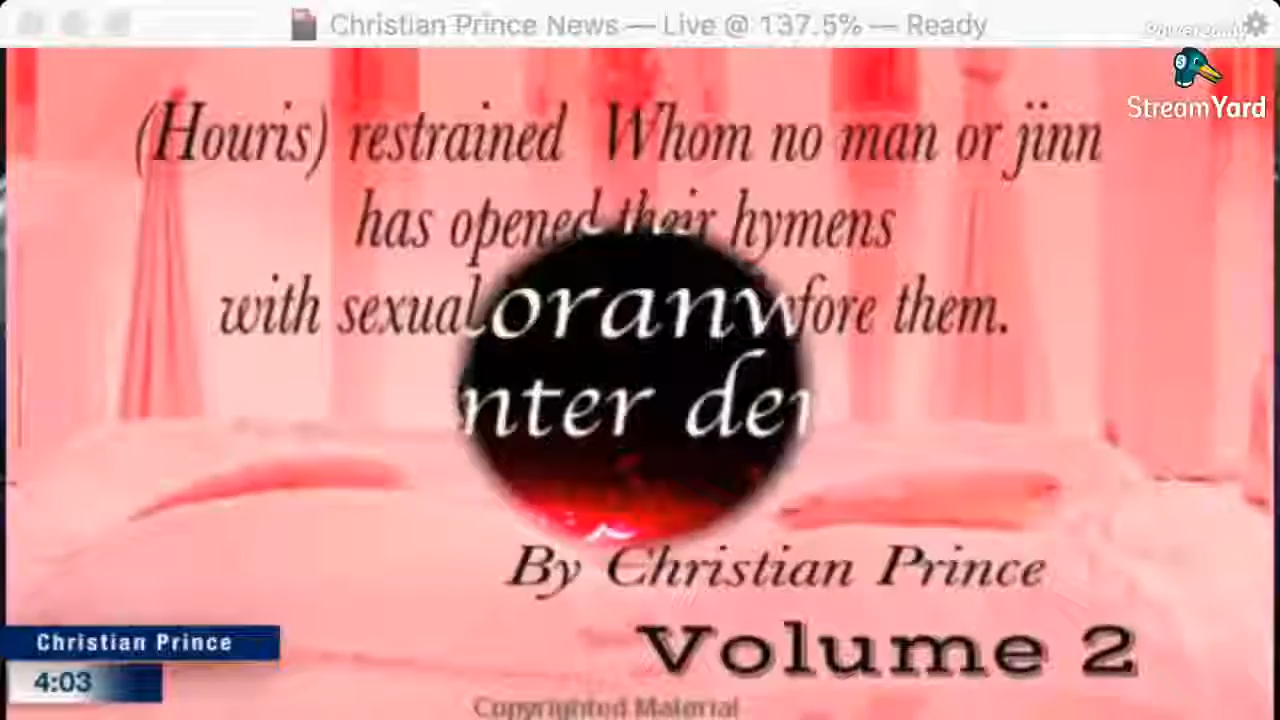 Christian Prince News — Live @ 137.5% — Ready
StreamYard
(Houris) restrained Whom no man or jinn
has opened their hymens
with sexual fore them.
oranw
nter der
By Christian Prince
Volume 2
Christian Prince
4:03
Copyrighted Material